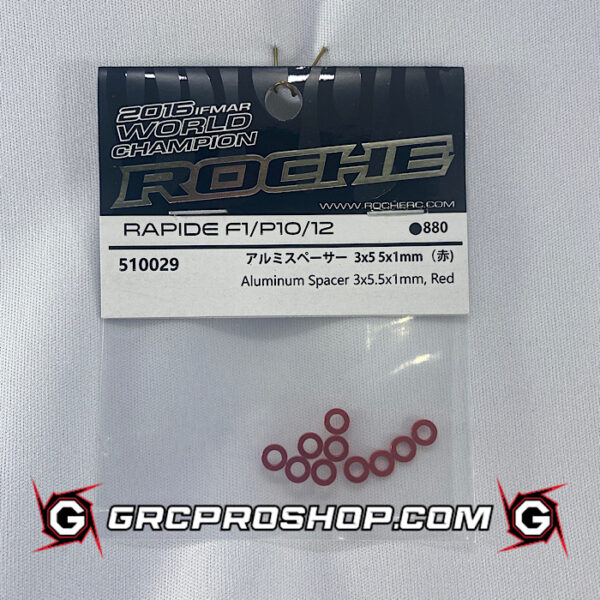 2015 IFMAR
WORLD
CHAMPION
ROCHE
WWW.ROCHERC.COM
RAPIDE F1/P10/12 ●880
510029 アルミスペーサー 3x5 5x1mm（赤)
Aluminum Spacer 3x5.5x1mm, Red
G GRCPROSHOP.COM G